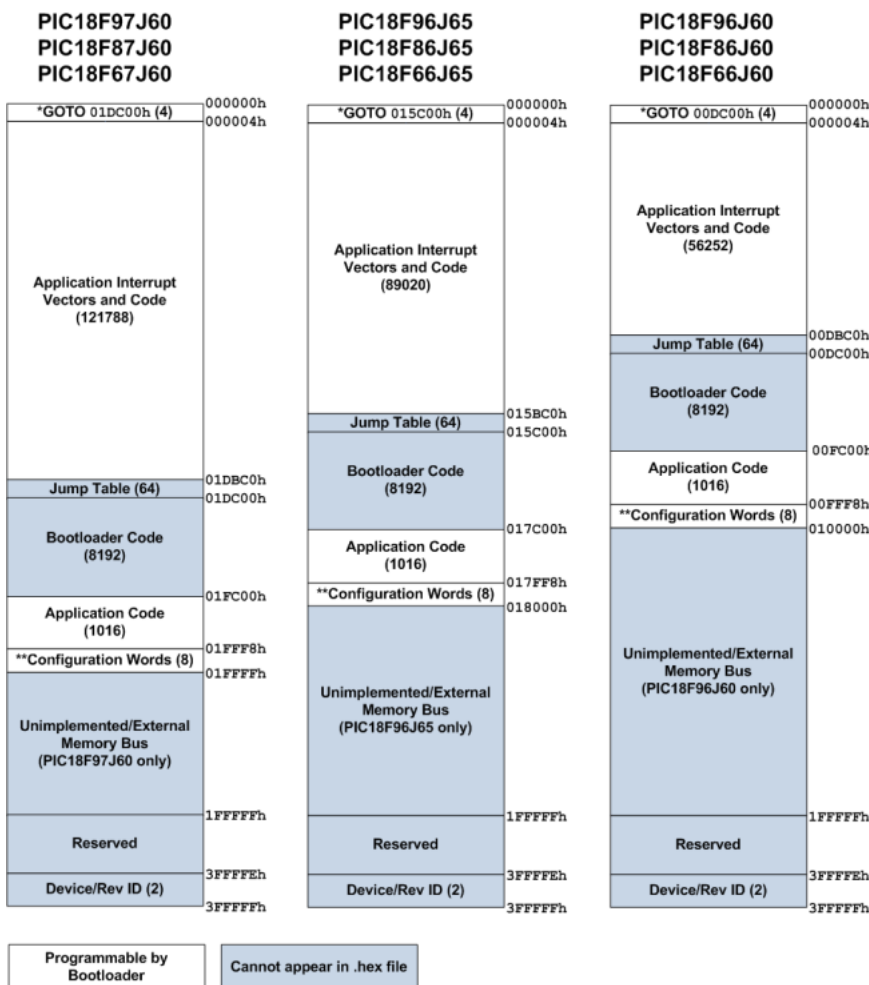 PIC18F97J60
PIC18F87J60
PIC18F67J60
*GOTO 01DC00h (4)
000000h
000004h
Application Interrupt
Vectors and Code
(121788)
01DBC0h
Jump Table (64)
01DC00h
Bootloader Code
(8192)
01FC00h
Application Code
(1016)
01FFF8h
**Configuration Words (8)
01FFFFh
Unimplemented/External
Memory Bus
(PIC18F97J60 only)
1FFFFFh
Reserved
3FFFFEh
Device/Rev ID (2)
3FFFFFh
PIC18F96J65
PIC18F86J65
PIC18F66J65
*GOTO 015C00h (4)
000000h
000004h
Application Interrupt
Vectors and Code
(89020)
015BC0h
Jump Table (64)
015C00h
Bootloader Code
(8192)
017C00h
Application Code
(1016)
017FF8h
**Configuration Words (8)
018000h
Unimplemented/External
Memory Bus
(PIC18F96J65 only)
1FFFFFh
Reserved
3FFFFEh
Device/Rev ID (2)
3FFFFFh
PIC18F96J60
PIC18F86J60
PIC18F66J60
*GOTO 00DC00h (4)
000000h
000004h
Application Interrupt
Vectors and Code
(56252)
00DBC0h
Jump Table (64)
00DC00h
Bootloader Code
(8192)
00FC00h
Application Code
(1016)
00FFF8h
**Configuration Words (8)
010000h
Unimplemented/External
Memory Bus
(PIC18F96J60 only)
1FFFFFh
Reserved
3FFFFEh
Device/Rev ID (2)
3FFFFFh
Programmable by
Bootloader
Cannot appear in .hex file